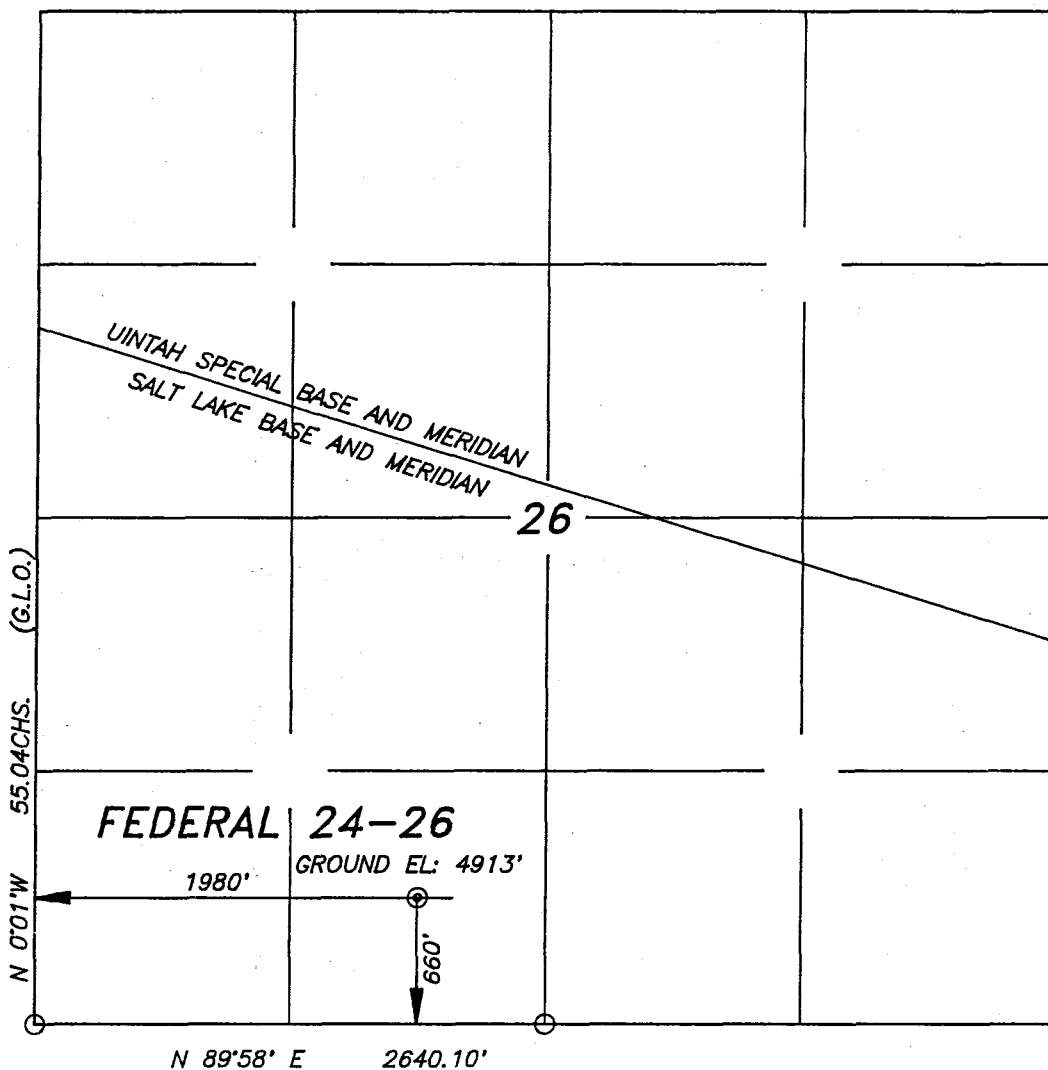 UINTAH SPECIAL BASE AND MERIDIAN
SALT LAKE BASE AND MERIDIAN
26
N 0°01'W 55.04CHS. (G.L.O.)
FEDERAL 24-26
GROUND EL: 4913'
1980'
660'
N 89°58' E 2640.10'